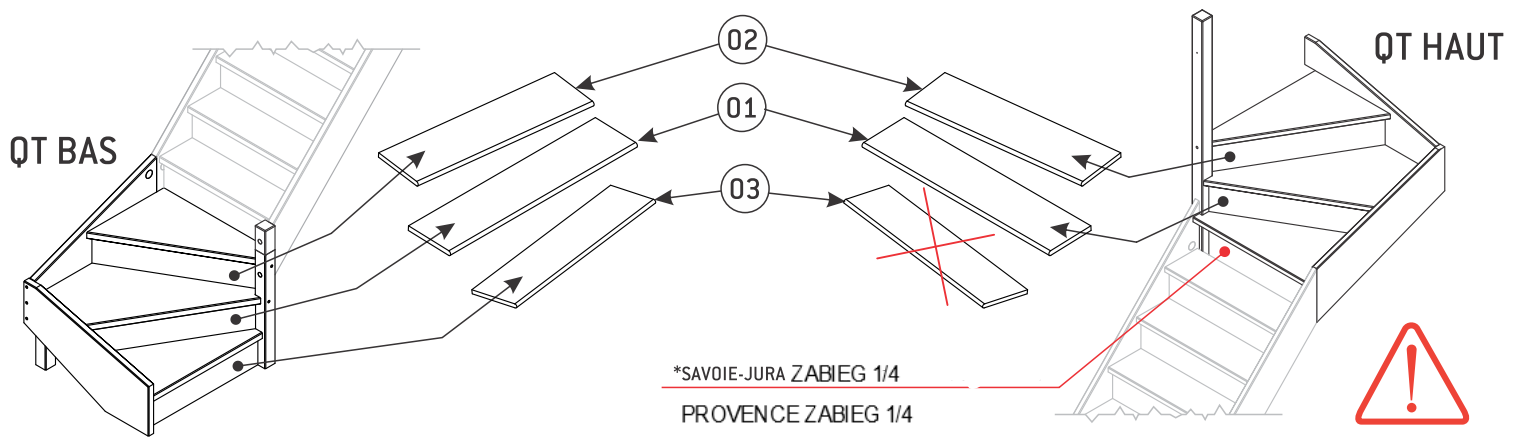 02
QT HAUT
01
QT BAS
03
*SAVOIE-JURA ZABIEG 1/4
PROVENCE ZABIEG 1/4